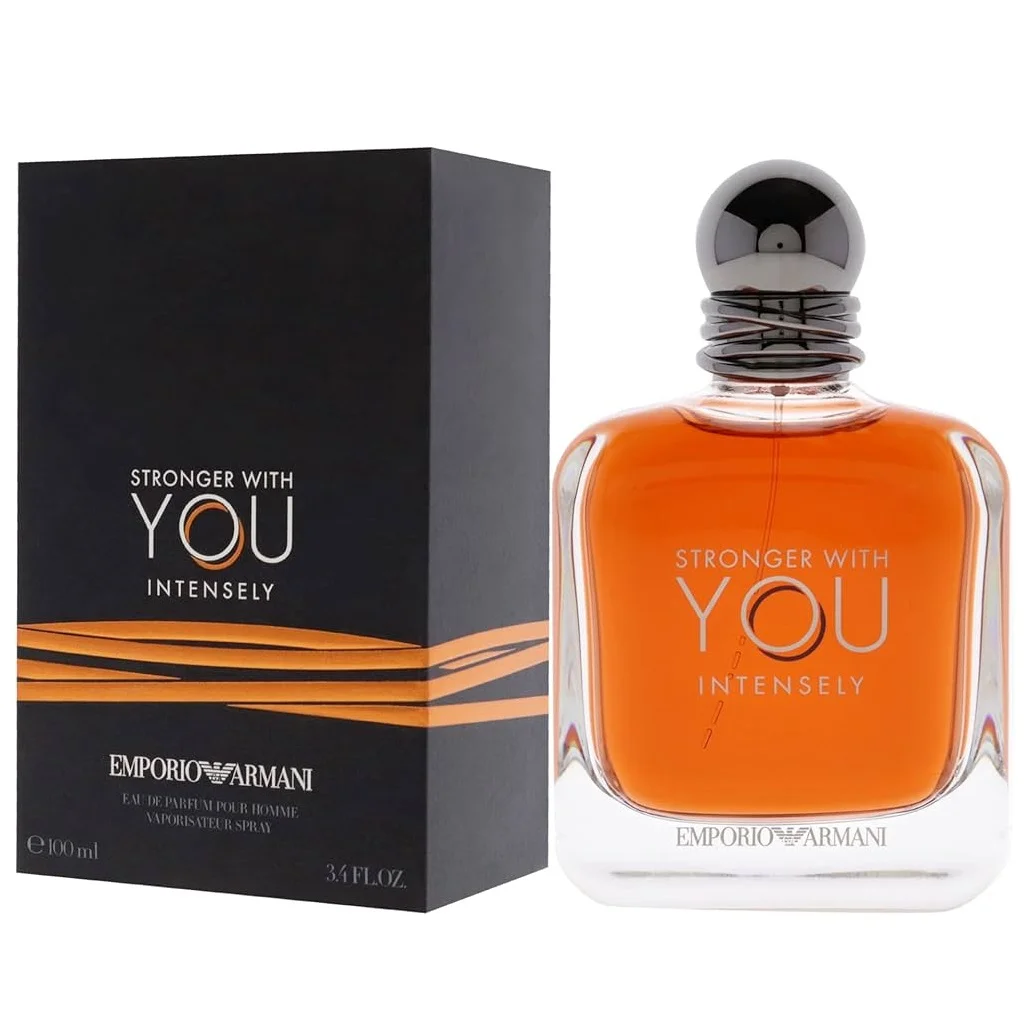 STRONGER WITH
YOU
INTENSELY
EMPORIO ARMANI
EAU DE PARFUM POUR HOMME
VAPORISATEUR SPRAY
℮ 100 ml
3.4 FL.OZ.
STRONGER WITH
YOU
INTENSELY
EMPORIO ARMANI